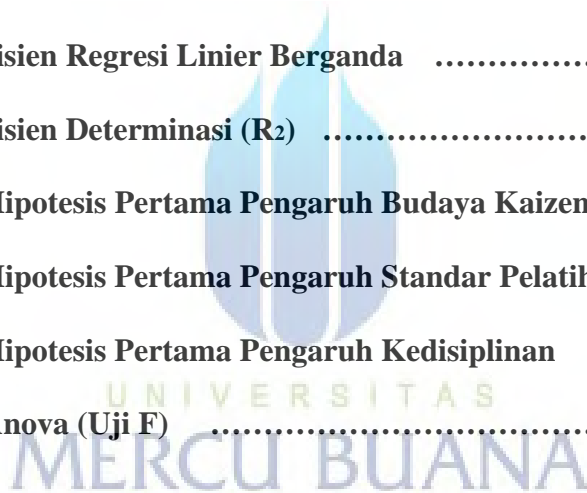 isien Regresi Linier Berganda ................
isien Determinasi (R2) ..........................
Hipotesis Pertama Pengaruh Budaya Kaizen
Hipotesis Pertama Pengaruh Standar Pelatih
Hipotesis Pertama Pengaruh Kedisiplinan
UNIVERSITAS
nova (Uji F) .....................................
MERCU BUANA